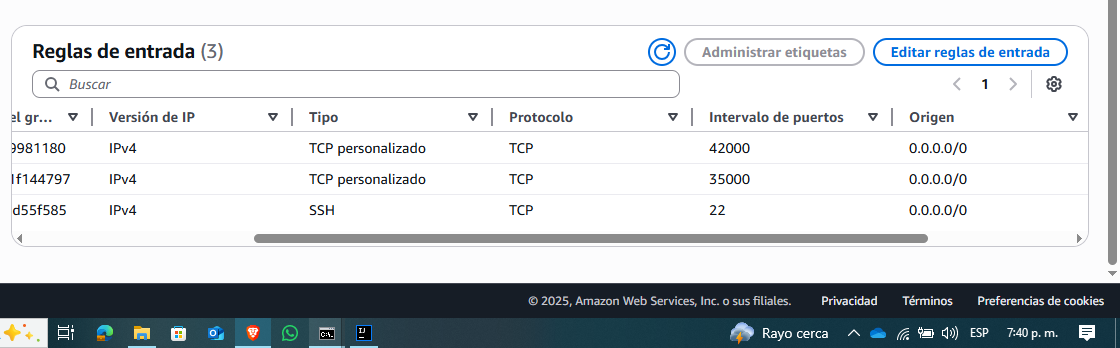 Reglas de entrada (3)
Administrar etiquetas
Editar reglas de entrada
Buscar
1
el gr... Versión de IP Tipo Protocolo Intervalo de puertos Origen
9981180 IPv4 TCP personalizado TCP 42000 0.0.0.0/0
1f144797 IPv4 TCP personalizado TCP 35000 0.0.0.0/0
d55f585 IPv4 SSH TCP 22 0.0.0.0/0
© 2025, Amazon Web Services, Inc. o sus filiales. Privacidad Términos Preferencias de cookies
C:\. IJ Rayo cerca ESP 7:40 p. m.